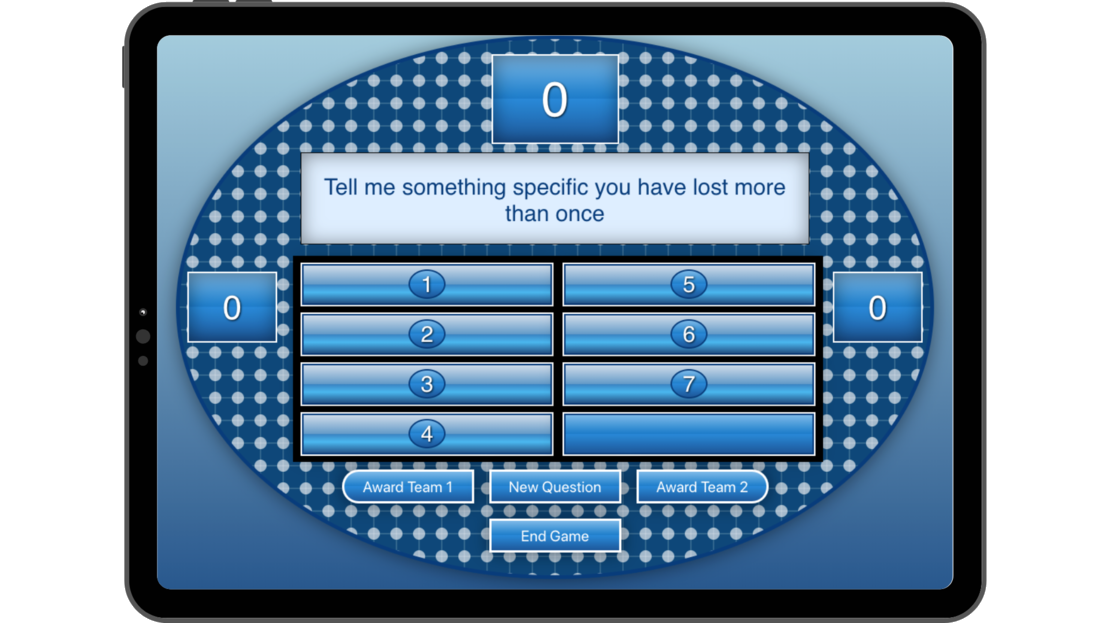 0
Tell me something specific you have lost more
than once
0
0
1
5
2
6
3
7
4
Award Team 1
New Question
Award Team 2
End Game